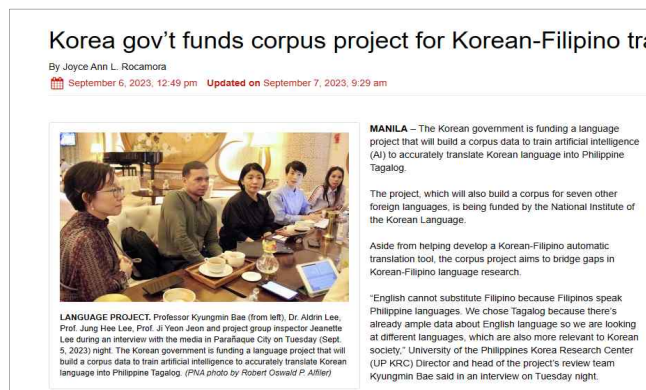 Korea gov't funds corpus project for Korean-Filipino
By Joyce Ann L. Rocamora
September 6, 2023, 12:49 pm Updated on September 7, 2023, 9:29 am
LANGUAGE PROJECT. Professor Kyungmin Bae (from left), Dr. Aldrin Lee,
Prof. Jung Hee Lee, Prof. Ji Yeon Jeon and project group inspector Jeanette
Lee during an interview with the media in Parañaque City on Tuesday (Sept.
5, 2023) night. The Korean government is funding a language project that will
build a corpus data to train artificial intelligence to accurately translate Korean
language into Philippine Tagalog. (PNA photo by Robert Oswald P. Alfiler)
MANILA – The Korean government is funding a language
project that will build a corpus data to train artificial intelligence
(AI) to accurately translate Korean language into Philippine
Tagalog.
The project, which will also build a corpus for seven other
foreign languages, is being funded by the National Institute of
the Korean Language.
Aside from helping develop a Korean-Filipino automatic
translation tool, the corpus project aims to bridge gaps in
Korean-Filipino language research.
"English cannot substitute Filipino because Filipinos speak
Philippine languages. We chose Tagalog because there's
already ample data about English language so we are looking
at different languages, which are also more relevant to Korean
society," University of the Philippines Korea Research Center
(UP KRC) Director and head of the project's review team
Kyungmin Bae said in an interview on Tuesday night.